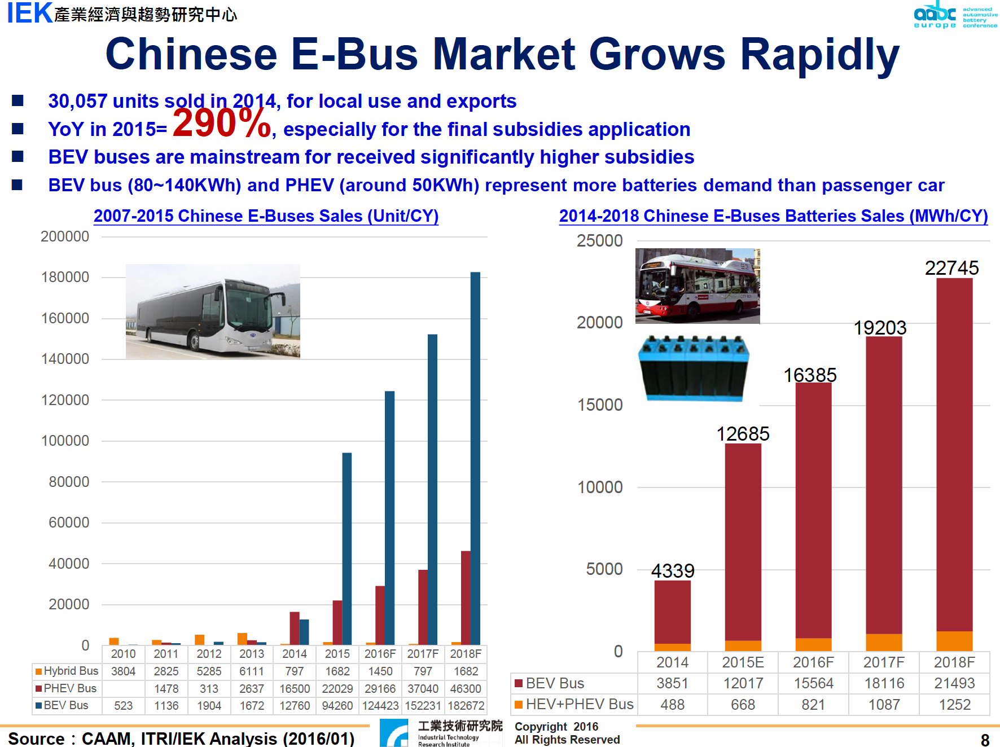 IEK產業經濟與趨勢研究中心
aabc europe
advanced
automotive
battery
conference
Chinese E-Bus Market Grows Rapidly
30,057 units sold in 2014, for local use and exports
YoY in 2015= 290%, especially for the final subsidies application
BEV buses are mainstream for received significantly higher subsidies
BEV bus (80~140KWh) and PHEV (around 50KWh) represent more batteries demand than passenger car
2007-2015 Chinese E-Buses Sales (Unit/CY)
200000
180000
160000
140000
120000
100000
80000
60000
40000
20000
0
2010 2011 2012 2013 2014 2015 2016F 2017F 2018F
Hybrid Bus 3804 2825 5285 6111 797 1682 1450 797 1682
PHEV Bus 1478 313 2637 16500 22029 29166 37040 46300
BEV Bus 523 1136 1904 1672 12760 94260 124423 152231 182672
2014-2018 Chinese E-Buses Batteries Sales (MWh/CY)
25000
20000
15000
10000
5000
0
4339
12685
16385
19203
22745
CITY BUS
2014 2015E 2016F 2017F 2018F
BEV Bus 3851 12017 15564 18116 21493
HEV+PHEV Bus 488 668 821 1087 1252
Source：CAAM, ITRI/IEK Analysis (2016/01)
工業技術研究院
Industrial Technology
Research Institute
Copyright 2016
All Rights Reserved
8